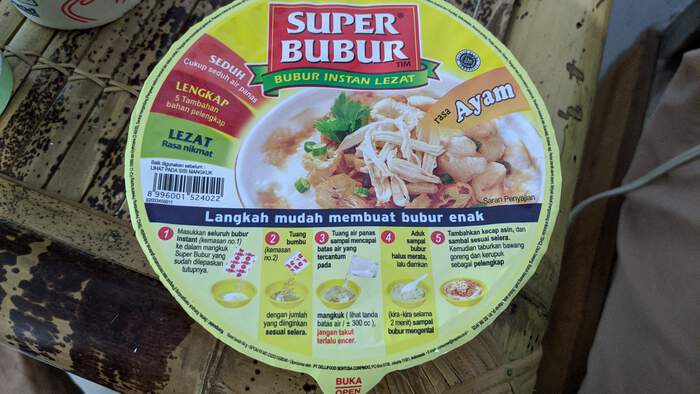 SUPER
BUBUR
TM
BUBUR INSTAN LEZAT
SEDUH
Cukup seduh air panas
LENGKAP
5 Tambahan
bahan pelengkap
LEZAT
Rasa nikmat
rasa Ayam
Baik digunakan sebelum :
LIHAT PADA SISI MANGKUK
8 996001 524022
Saran Penyajian
Langkah mudah membuat bubur enak
1
Masukkan seluruh bubur
instant (kemasan no.1)
ke dalam mangkuk
Super Bubur yang
sudah dilepaskan
tutupnya.
2
Tuang
bumbu
(kemasan
no.2)
dengan jumlah
yang diinginkan
sesuai selera.
3
Tuang air panas
sampai mencapai
batas air yang
tercantum
pada
mangkuk ( lihat tanda
batas air / ± 300 cc ),
jangan takut
terlalu encer.
4
Aduk
sampai
bubur
halus merata,
lalu diamkan
(kira-kira selama
2 menit) sampai
bubur mengental
5
Tambahkan kecap asin, dan
sambal sesuai selera.
Kemudian taburkan bawang
goreng dan kerupuk
sebagai pelengkap
BUKA
OPEN